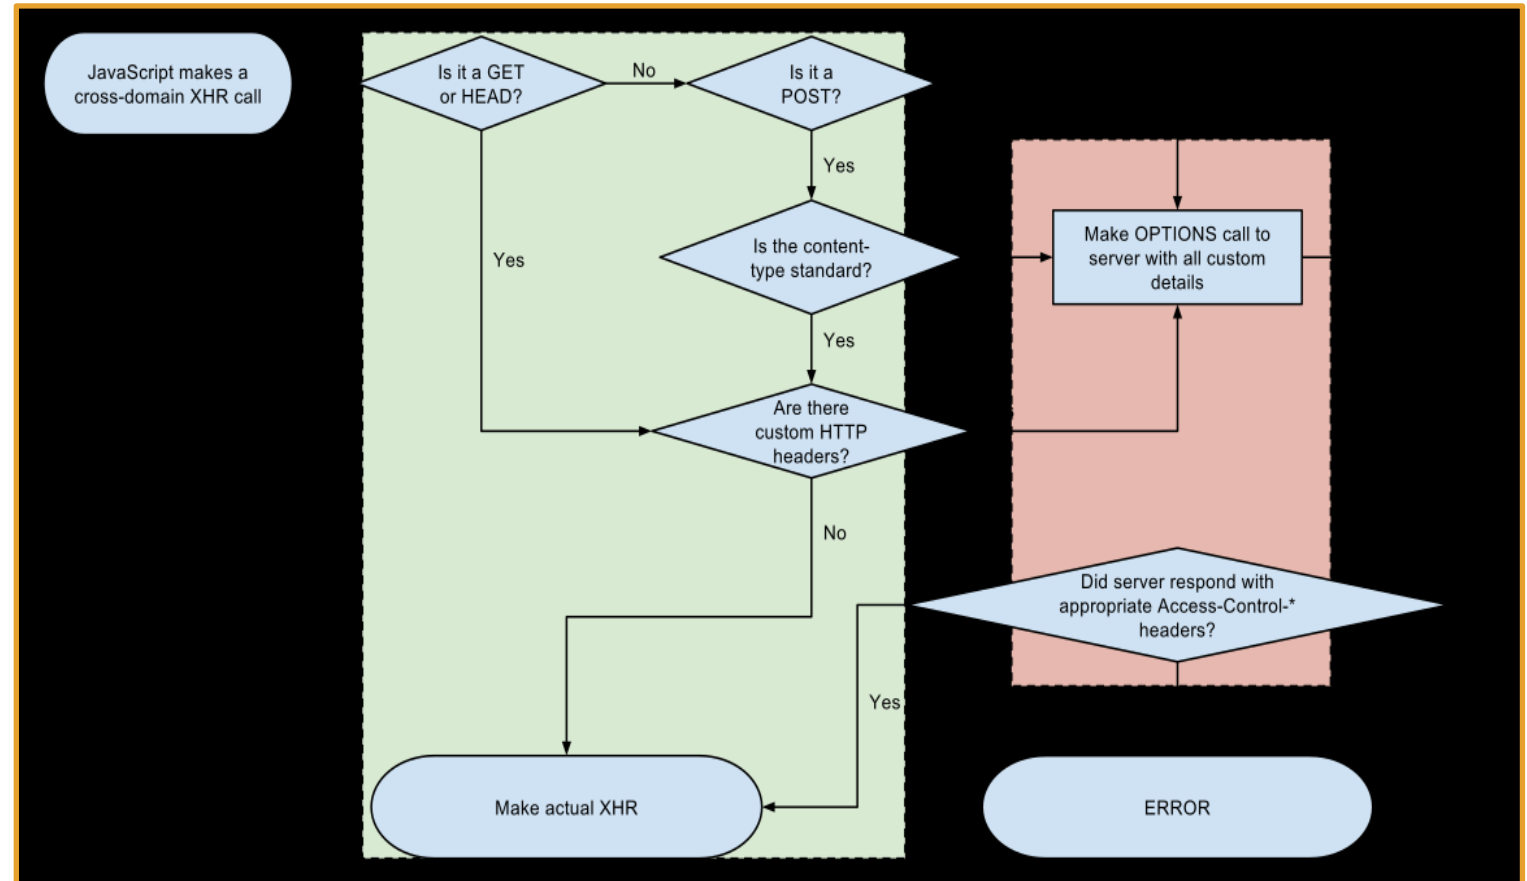 JavaScript makes a
cross-domain XHR call
Is it a GET
or HEAD?
No
Is it a
POST?
Yes
Is the content-
type standard?
Make OPTIONS call to
server with all custom
details
Yes
Yes
Are there
custom HTTP
headers?
No
Did server respond with
appropriate Access-Control-*
headers?
Yes
Make actual XHR
ERROR